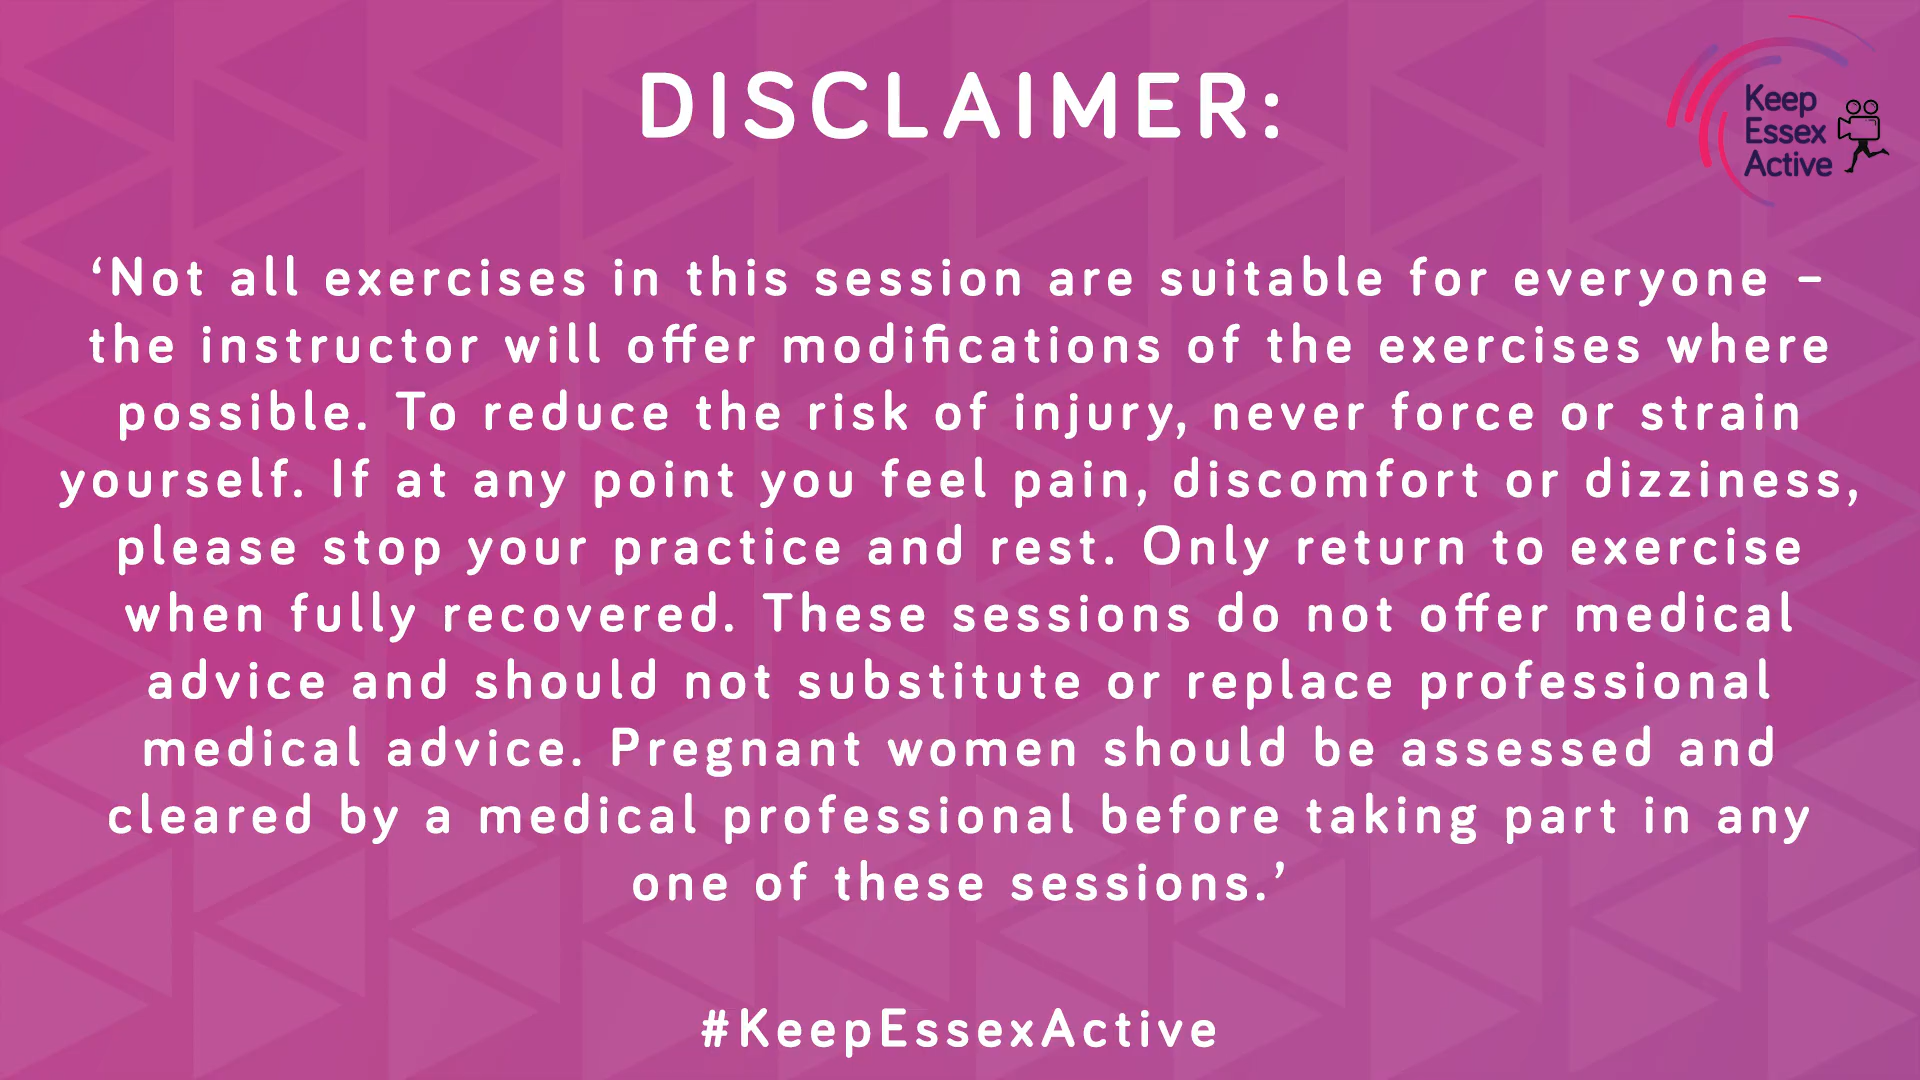 DISCLAIMER:
Keep
Essex
Active
‘Not all exercises in this session are suitable for everyone –
the instructor will offer modifications of the exercises where
possible. To reduce the risk of injury, never force or strain
yourself. If at any point you feel pain, discomfort or dizziness,
please stop your practice and rest. Only return to exercise
when fully recovered. These sessions do not offer medical
advice and should not substitute or replace professional
medical advice. Pregnant women should be assessed and
cleared by a medical professional before taking part in any
one of these sessions.’
#KeepEssexActive